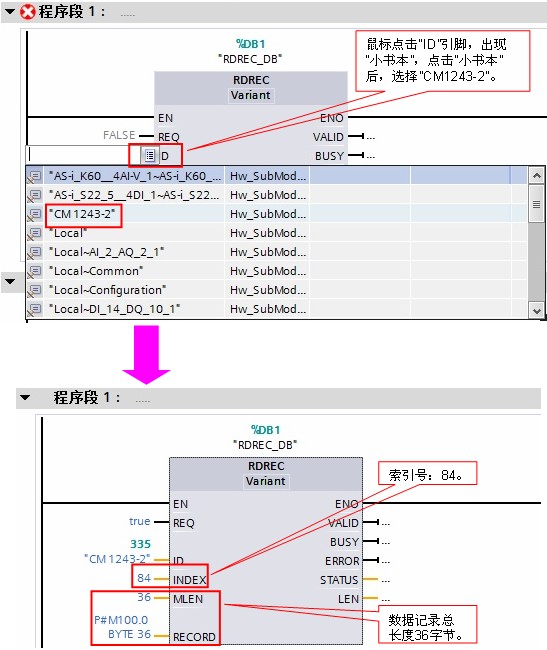 程序段 1： .....
鼠标点击"ID"引脚，出现
"小书本"，点击"小书本"
后，选择"CM1243-2"。
%DB1
"RDREC_DB"
RDREC
Variant
EN ENO
FALSE REQ VALID ...
D BUSY ...
"AS-i_K60__4AI-V_1~AS-i_K60_... Hw_SubMod...
"AS-i_S22_5__4DI_1~AS-i_S22... Hw_SubMod...
"CM1243-2" Hw_SubMod...
"Local" Hw_SubMod...
"Local~AI_2_AQ_2_1" Hw_SubMod...
"Local~Common" Hw_SubMod...
"Local~Configuration" Hw_SubMod...
"Local~DI_14_DQ_10_1" Hw_SubMod...
程序段 1： .....
%DB1
"RDREC_DB"
RDREC
Variant
索引号：84。
EN ENO
true REQ VALID ...
BUSY ...
335
"CM1243-2" ID ERROR ...
84 INDEX STATUS ...
36 MLEN LEN ...
P#M100.0
BYTE 36 RECORD
数据记录总
长度36字节。